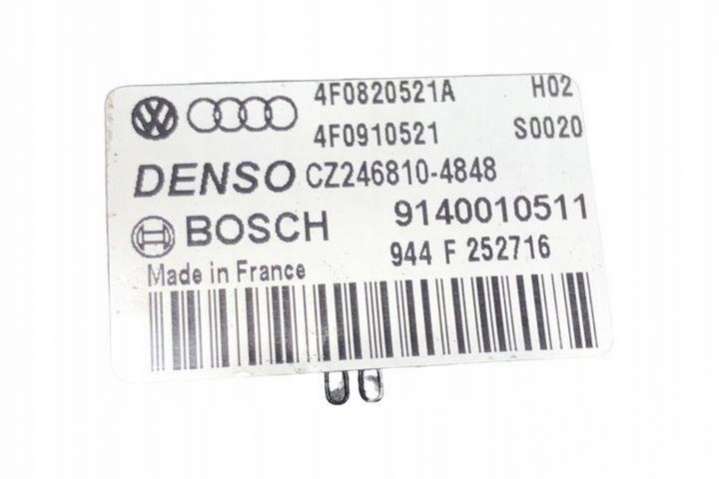 4F0820521A H02
4F0910521 S0020
DENSO CZ246810-4848
BOSCH 9140010511
944 F 252716
Made in France